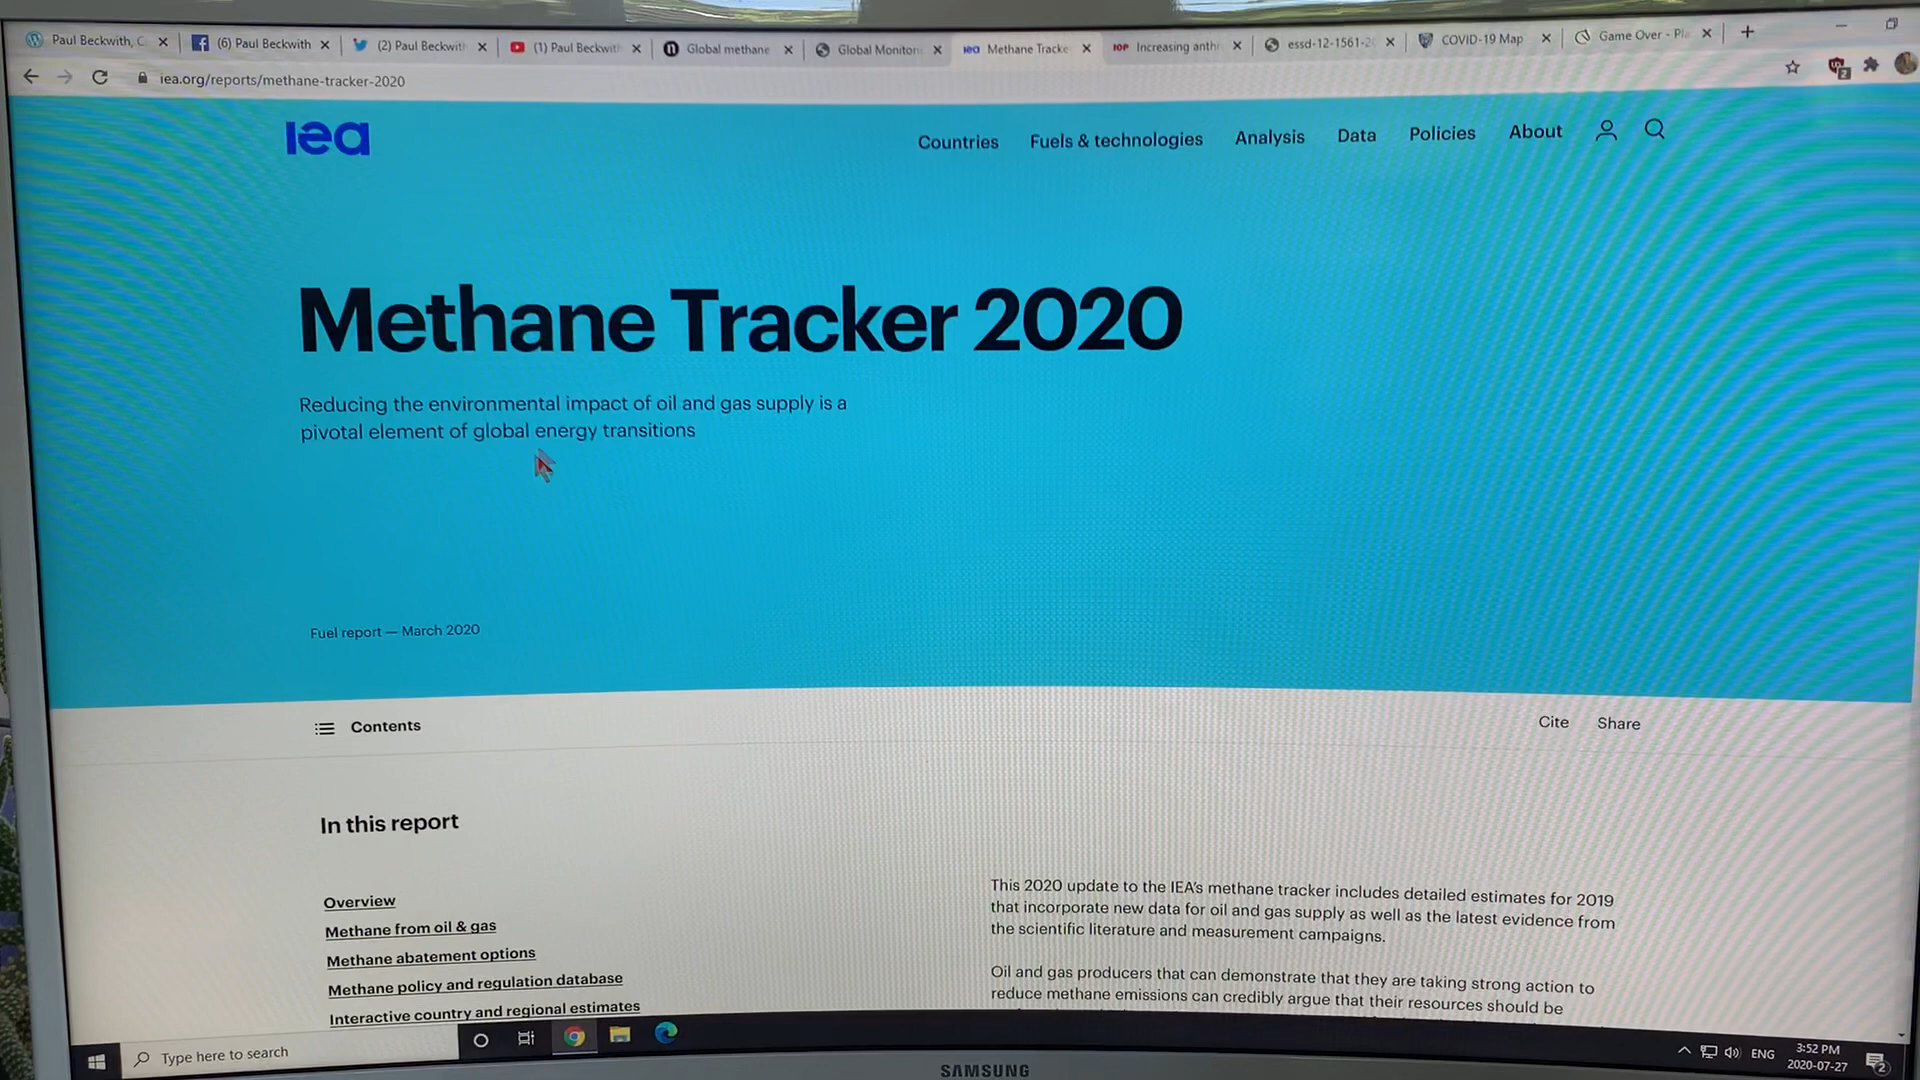 Paul Beckwith, C
(6) Paul Beckwith
(2) Paul Beckwith
(1) Paul Beckwith
Global methane
Global Monitori
iea Methane Tracke
IOP Increasing anthr
essd-12-1561-2
COVID-19 Map
Game Over - Pla
iea.org/reports/methane-tracker-2020
2
iea
Countries Fuels & technologies Analysis Data Policies About
Methane Tracker 2020
Reducing the environmental impact of oil and gas supply is a
pivotal element of global energy transitions
Fuel report — March 2020
Contents
Cite Share
In this report
Overview
Methane from oil & gas
Methane abatement options
Methane policy and regulation database
Interactive country and regional estimates
This 2020 update to the IEA's methane tracker includes detailed estimates for 2019
that incorporate new data for oil and gas supply as well as the latest evidence from
the scientific literature and measurement campaigns.
Oil and gas producers that can demonstrate that they are taking strong action to
reduce methane emissions can credibly argue that their resources should be
Type here to search
ENG
3:52 PM
2020-07-27
2
SAMSUNG